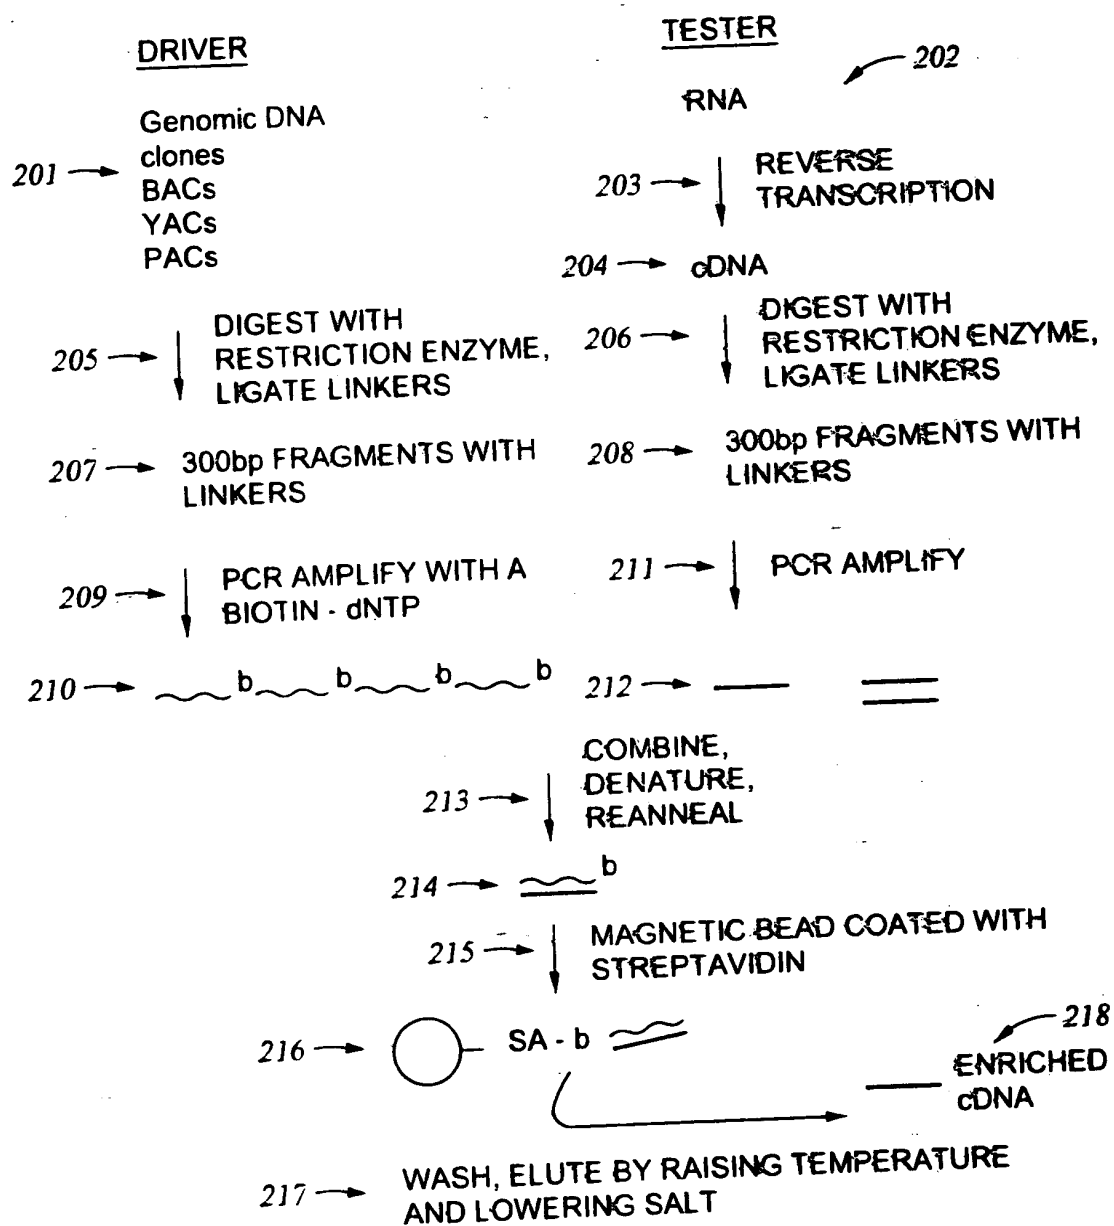 DRIVER
Genomic DNA
201 clones
BACs
YACs
PACs
205
DIGEST WITH
RESTRICTION ENZYME,
LIGATE LINKERS
207
300bp FRAGMENTS WITH
LINKERS
209
PCR AMPLIFY WITH A
BIOTIN - dNTP
210 b b b b
TESTER
202
RNA
203
REVERSE
TRANSCRIPTION
204 cDNA
206
DIGEST WITH
RESTRICTION ENZYME,
LIGATE LINKERS
208
300bp FRAGMENTS WITH
LINKERS
211 PCR AMPLIFY
212
213
COMBINE,
DENATURE,
REANNEAL
214 b
215
MAGNETIC BEAD COATED WITH
STREPTAVIDIN
216 SA - b
218
ENRICHED
cDNA
217
WASH, ELUTE BY RAISING TEMPERATURE
AND LOWERING SALT